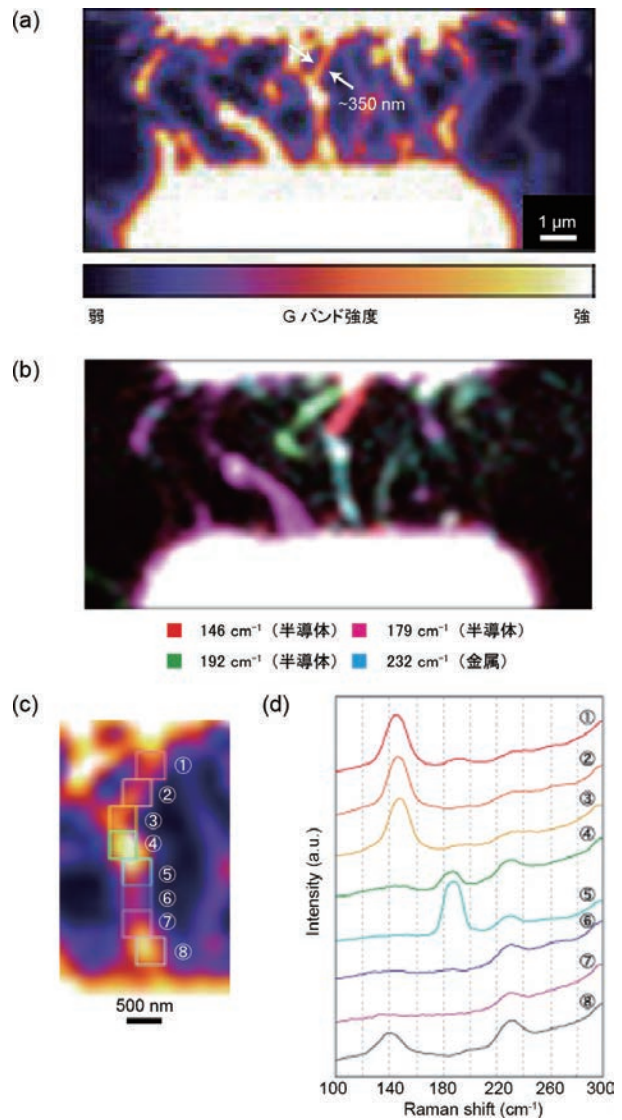 (a)
~350 nm
1 μm
弱 G バンド強度 強
(b)
146 cm⁻¹（半導体） 179 cm⁻¹（半導体）
192 cm⁻¹（半導体） 232 cm⁻¹（金属）
(c)
①
②
③
④
⑤
⑥
⑦
⑧
500 nm
(d)
①
②
③
④
⑤
⑥
⑦
⑧
Intensity (a.u.)
100 140 180 220 260 300
Raman shift (cm⁻¹)